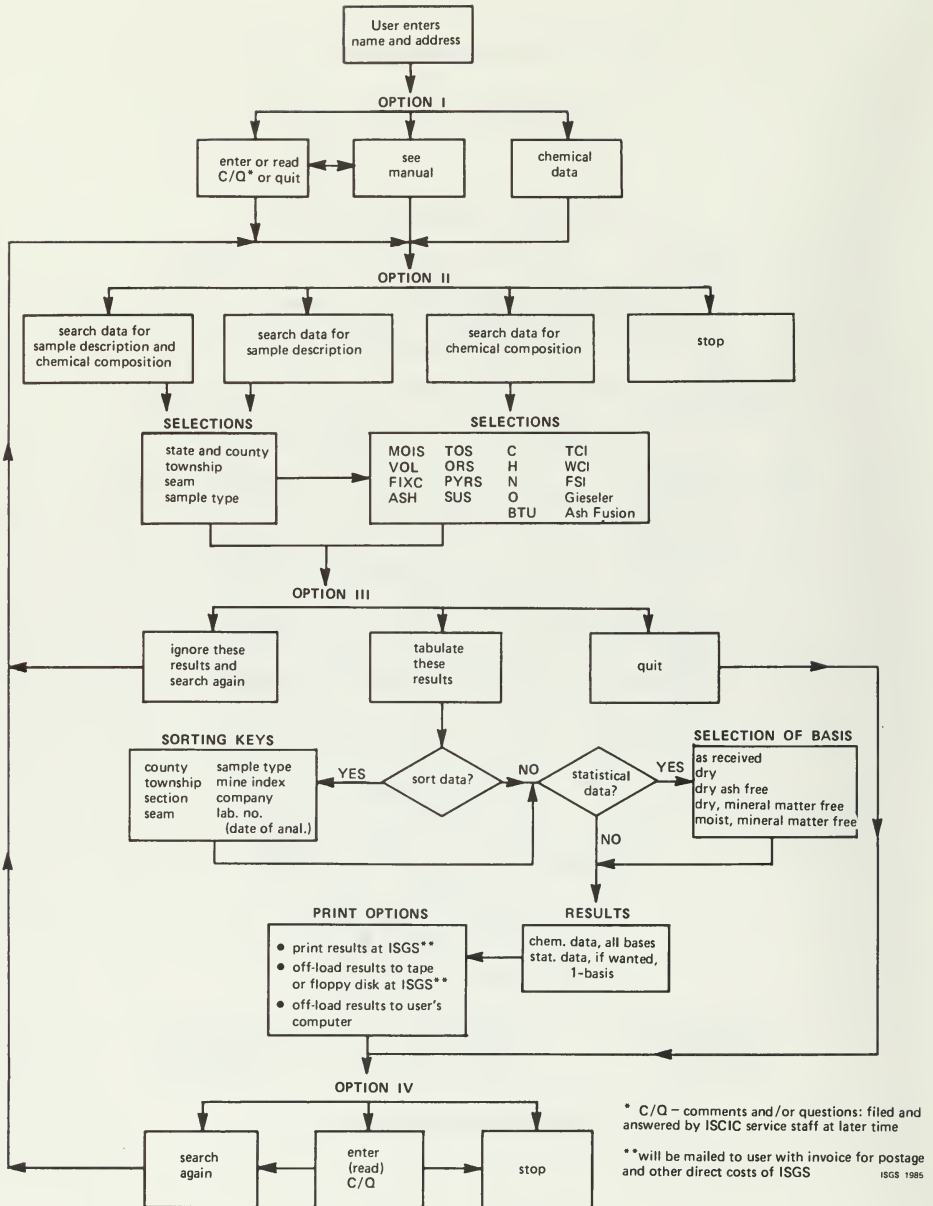 User enters
name and address
OPTION I
enter or read
C/Q* or quit
see
manual
chemical
data
OPTION II
search data for
sample description and
chemical composition
search data for
sample description
search data for
chemical composition
stop
SELECTIONS
state and county
township
seam
sample type
SELECTIONS
MOIS TOS C TCI
VOL ORS H WCI
FIXC PYRS N FSI
ASH SUS O Gieseler
BTU Ash Fusion
OPTION III
ignore these
results and
search again
tabulate
these
results
quit
SORTING KEYS
county sample type
township mine index
section company
seam lab. no.
(date of anal.)
YES
sort data?
NO
statistical
data?
YES
NO
SELECTION OF BASIS
as received
dry
dry ash free
dry, mineral matter free
moist, mineral matter free
RESULTS
chem. data, all bases
stat. data, if wanted,
1-basis
PRINT OPTIONS
• print results at ISGS**
• off-load results to tape
or floppy disk at ISGS**
• off-load results to user's
computer
OPTION IV
search
again
enter
(read)
C/Q
stop
* C/Q – comments and/or questions: filed and
answered by ISCIC service staff at later time
**will be mailed to user with invoice for postage
and other direct costs of ISGS
ISGS 1985